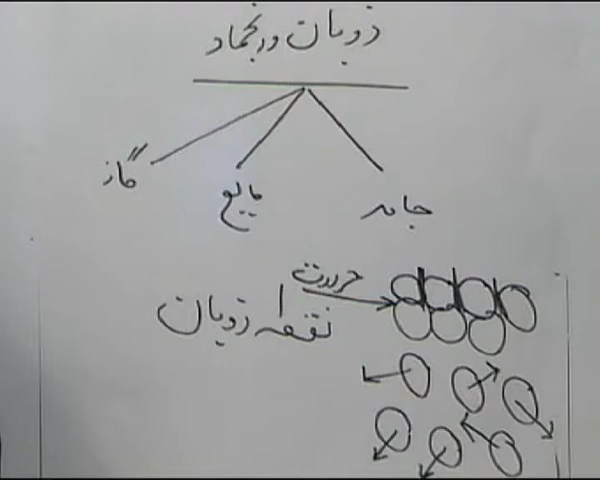 ذوبان و انجماد
جامد مایع گاز
حرارت
نقطه ذوبان